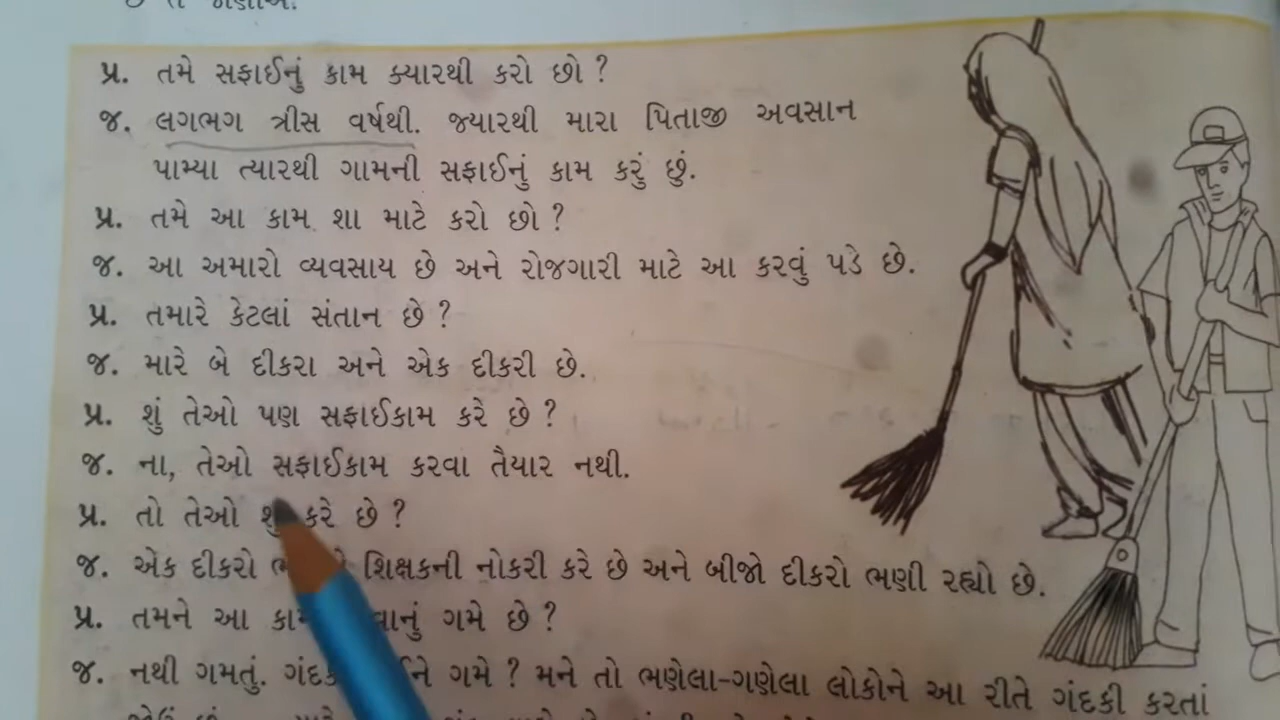 પ્ર. તમે સફાઈનું કામ ક્યારથી કરો છો ?
જ. લગભગ ત્રીસ વર્ષથી. જ્યારથી મારા પિતાજી અવસાન
પામ્યા ત્યારથી ગામની સફાઈનું કામ કરું છું.
પ્ર. તમે આ કામ શા માટે કરો છો ?
જ. આ અમારો વ્યવસાય છે અને રોજગારી માટે આ કરવું પડે છે.
પ્ર. તમારે કેટલાં સંતાન છે ?
જ. મારે બે દીકરા અને એક દીકરી છે.
પ્ર. શું તેઓ પણ સફાઈકામ કરે છે ?
જ. ના, તેઓ સફાઈકામ કરવા તૈયાર નથી.
પ્ર. તો તેઓ શું કરે છે ?
જ. એક દીકરો શિક્ષકની નોકરી કરે છે અને બીજો દીકરો ભણી રહ્યો છે.
પ્ર. તમને આ ગમે છે ?
જ. નથી ગમતું. ગમે ? મને તો ભણેલા-ગણેલા લોકોને આ રીતે ગંદકી કરતાં